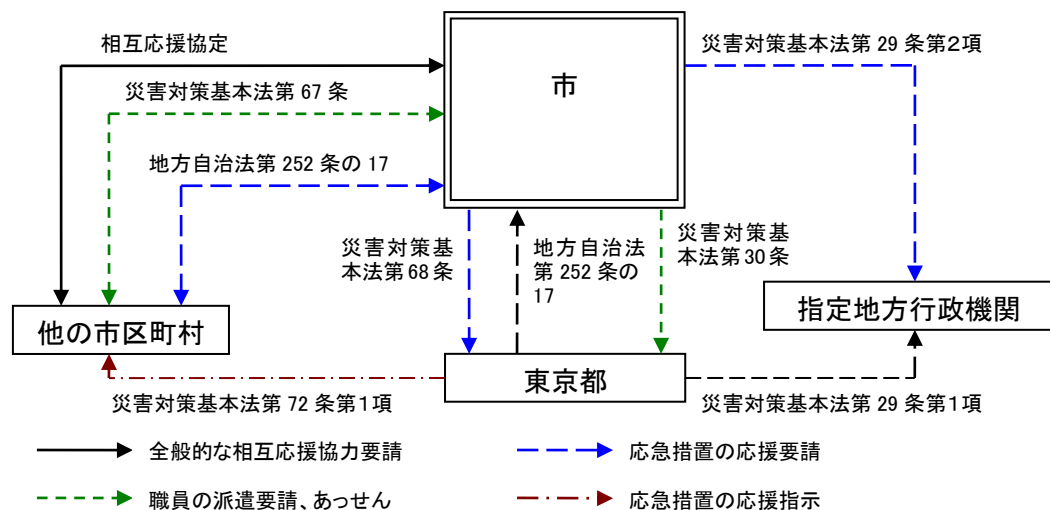 相互応援協定
災害対策基本法第 67 条
地方自治法第 252 条の 17
市
災害対策基本法第 29 条第2項
災害対策基
本法第68条
地方自治法
第 252 条の
17
災害対策基
本法第30条
他の市区町村
東京都
指定地方行政機関
災害対策基本法第 72 条第1項
災害対策基本法第 29 条第1項
全般的な相互応援協力要請
応急措置の応援要請
職員の派遣要請、あっせん
応急措置の応援指示